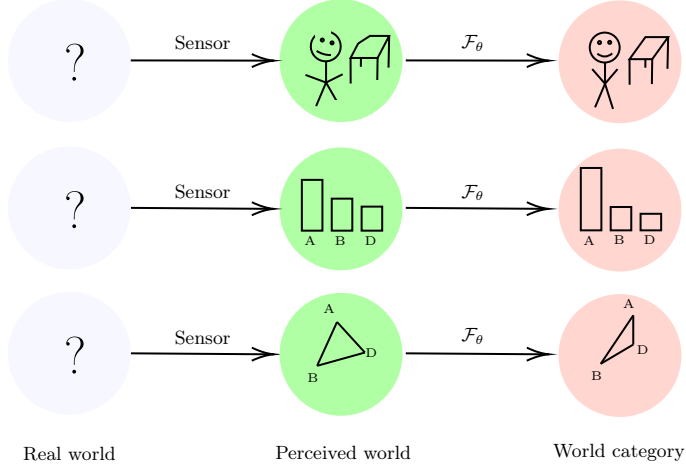 ? Sensor 𝓕θ
? Sensor 𝓕θ
A B D A B D
? Sensor 𝓕θ
A A
D D
B B
Real world Perceived world World category